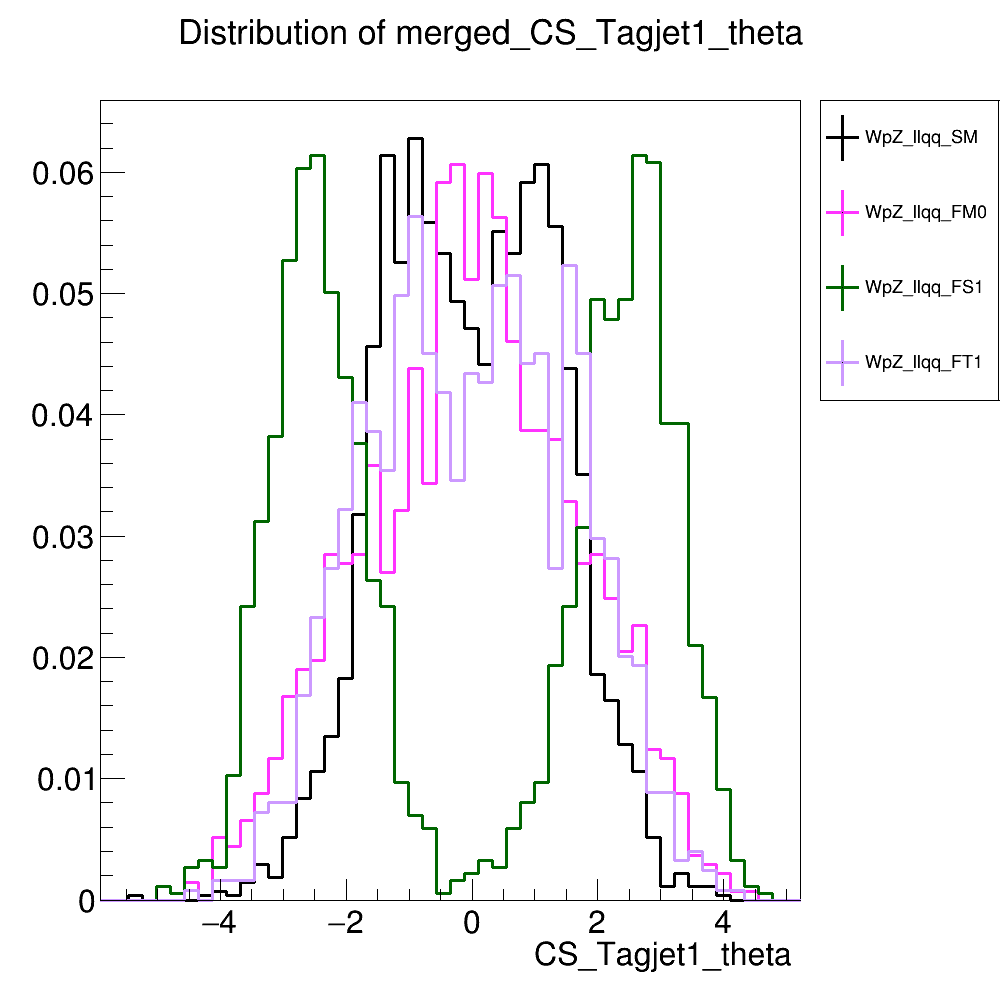 Distribution of merged_CS_Tagjet1_theta
WpZ_llqq_SM
WpZ_llqq_FM0
WpZ_llqq_FS1
WpZ_llqq_FT1
0.06
0.05
0.04
0.03
0.02
0.01
0
−4 −2 0 2 4
CS_Tagjet1_theta